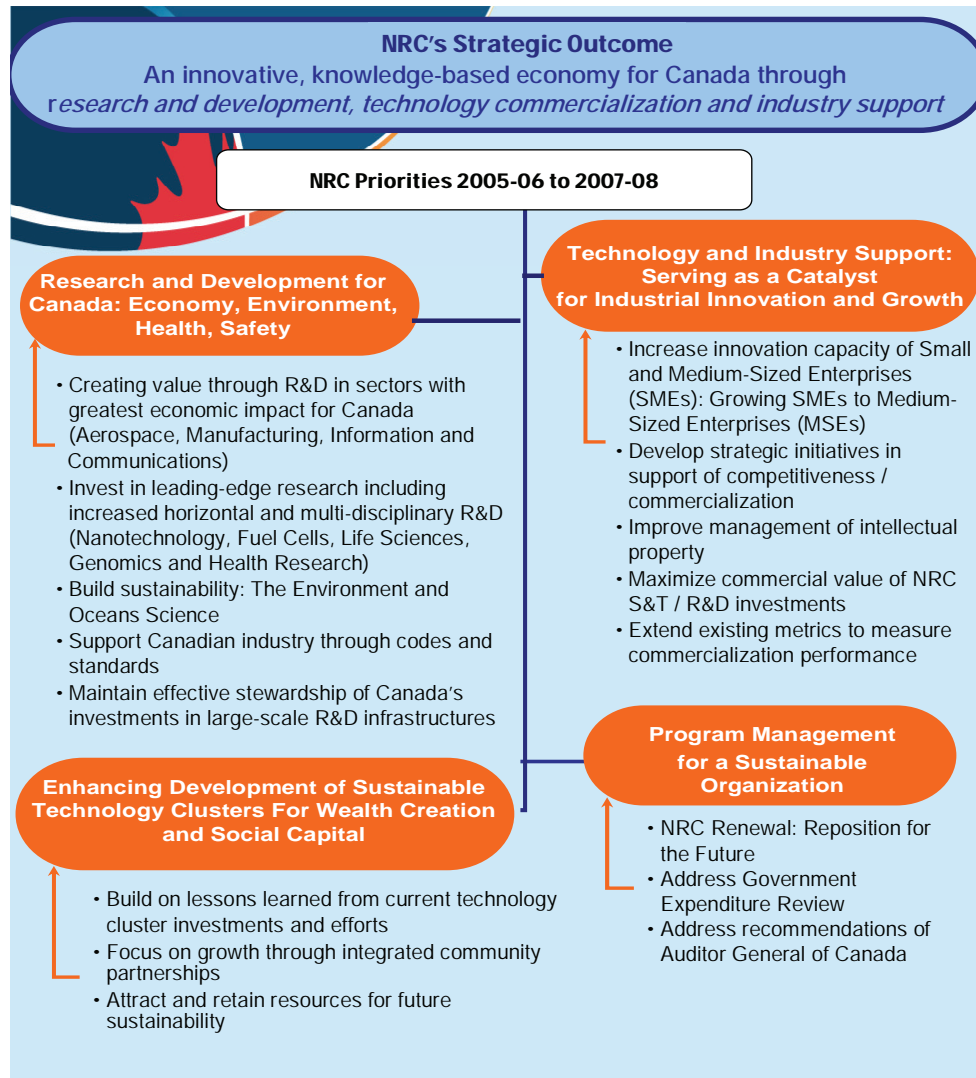 NRC's Strategic Outcome
An innovative, knowledge-based economy for Canada through
research and development, technology commercialization and industry support
NRC Priorities 2005-06 to 2007-08
Research and Development for
Canada: Economy, Environment,
Health, Safety
• Creating value through R&D in sectors with
greatest economic impact for Canada
(Aerospace, Manufacturing, Information and
Communications)
• Invest in leading-edge research including
increased horizontal and multi-disciplinary R&D
(Nanotechnology, Fuel Cells, Life Sciences,
Genomics and Health Research)
• Build sustainability: The Environment and
Oceans Science
• Support Canadian industry through codes and
standards
• Maintain effective stewardship of Canada's
investments in large-scale R&D infrastructures
Technology and Industry Support:
Serving as a Catalyst
for Industrial Innovation and Growth
• Increase innovation capacity of Small
and Medium-Sized Enterprises
(SMEs): Growing SMEs to Medium-
Sized Enterprises (MSEs)
• Develop strategic initiatives in
support of competitiveness /
commercialization
• Improve management of intellectual
property
• Maximize commercial value of NRC
S&T / R&D investments
• Extend existing metrics to measure
commercialization performance
Enhancing Development of Sustainable
Technology Clusters For Wealth Creation
and Social Capital
• Build on lessons learned from current technology
cluster investments and efforts
• Focus on growth through integrated community
partnerships
• Attract and retain resources for future
sustainability
Program Management
for a Sustainable
Organization
• NRC Renewal: Reposition for
the Future
• Address Government
Expenditure Review
• Address recommendations of
Auditor General of Canada